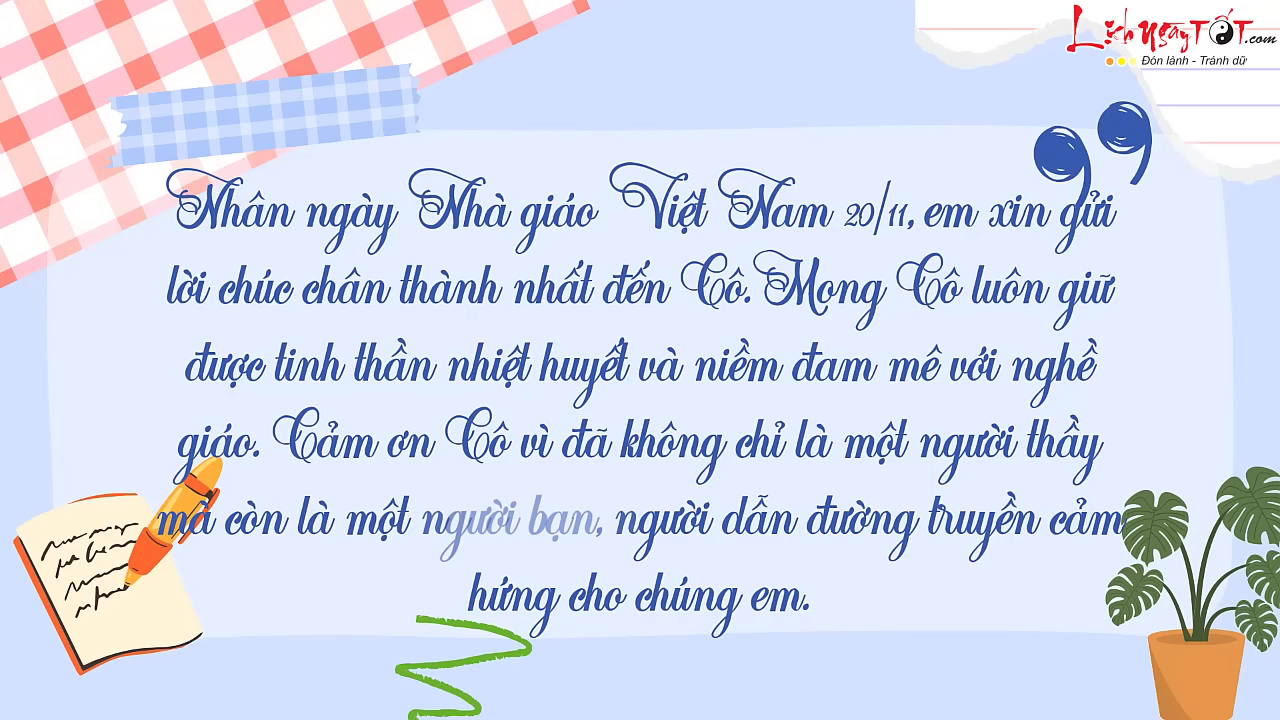 Lịch Ngày TỐT.com
Đón lành - Tránh dữ
Nhân ngày Nhà giáo Việt Nam 20/11, em xin gửi
lời chúc chân thành nhất đến Cô. Mong Cô luôn giữ
được tinh thần nhiệt huyết và niềm đam mê với nghề
giáo. Cảm ơn Cô vì đã không chỉ là một người thầy
mà còn là một người bạn, người dẫn đường truyền cảm
hứng cho chúng em.